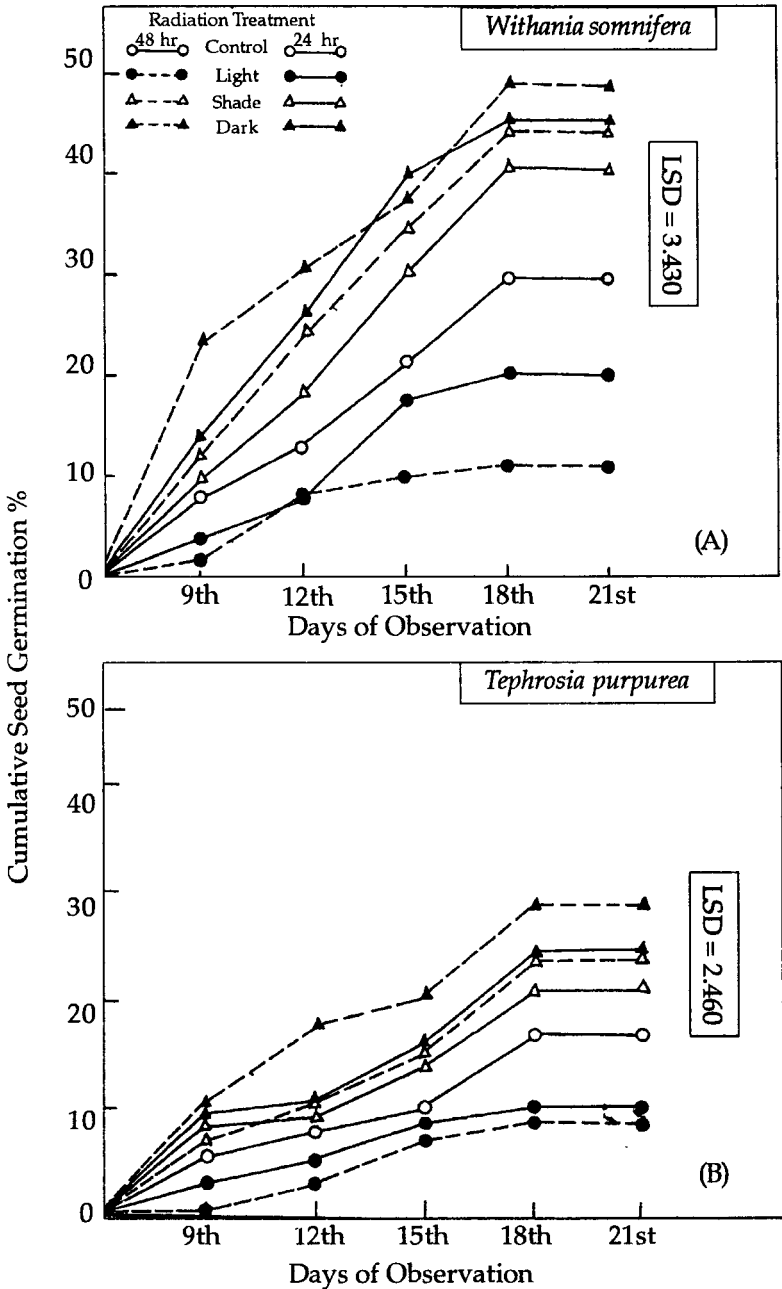 Radiation Treatment
48 hr 24 hr
Control
Light
Shade
Dark
Withania somnifera
50
40
30
20
10
0
LSD = 3.430
(A)
9th 12th 15th 18th 21st
Days of Observation
Cumulative Seed Germination %
Tephrosia purpurea
50
40
30
20
10
0
LSD = 2.460
(B)
9th 12th 15th 18th 21st
Days of Observation